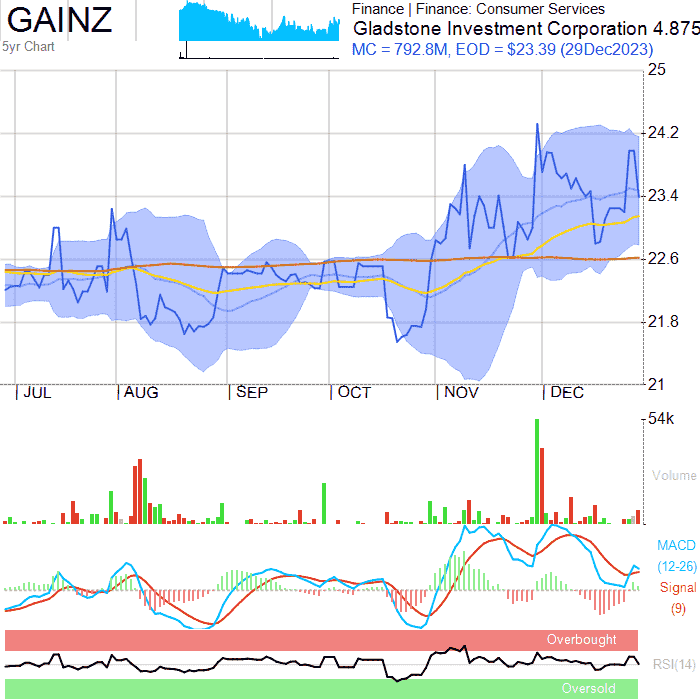 GAINZ
5yr Chart
Finance | Finance: Consumer Services
Gladstone Investment Corporation 4.875
MC = 792.8M, EOD = $23.39 (29Dec2023)
25
24.2
23.4
22.6
21.8
21
JUL
AUG
SEP
OCT
NOV
DEC
54k
Volume
MACD
(12-26)
Signal
(9)
Overbought
RSI(14)
Oversold